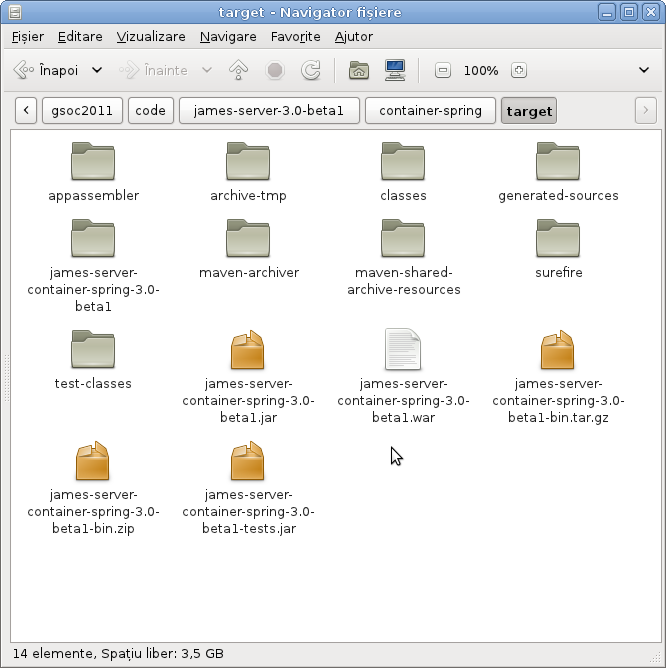 target - Navigator fișiere
Fișier Editare Vizualizare Navigare Favorite Ajutor
Înapoi Înainte 100%
gsoc2011 code james-server-3.0-beta1 container-spring target
appassembler archive-tmp classes generated-sources
james-server-
container-spring-3.0-
beta1
maven-archiver
maven-shared-
archive-resources
surefire
test-classes
james-server-
container-spring-3.0-
beta1.jar
james-server-
container-spring-3.0-
beta1.war
james-server-
container-spring-3.0-
beta1-bin.tar.gz
james-server-
container-spring-3.0-
beta1-bin.zip
james-server-
container-spring-3.0-
beta1-tests.jar
14 elemente, Spațiu liber: 3,5 GB